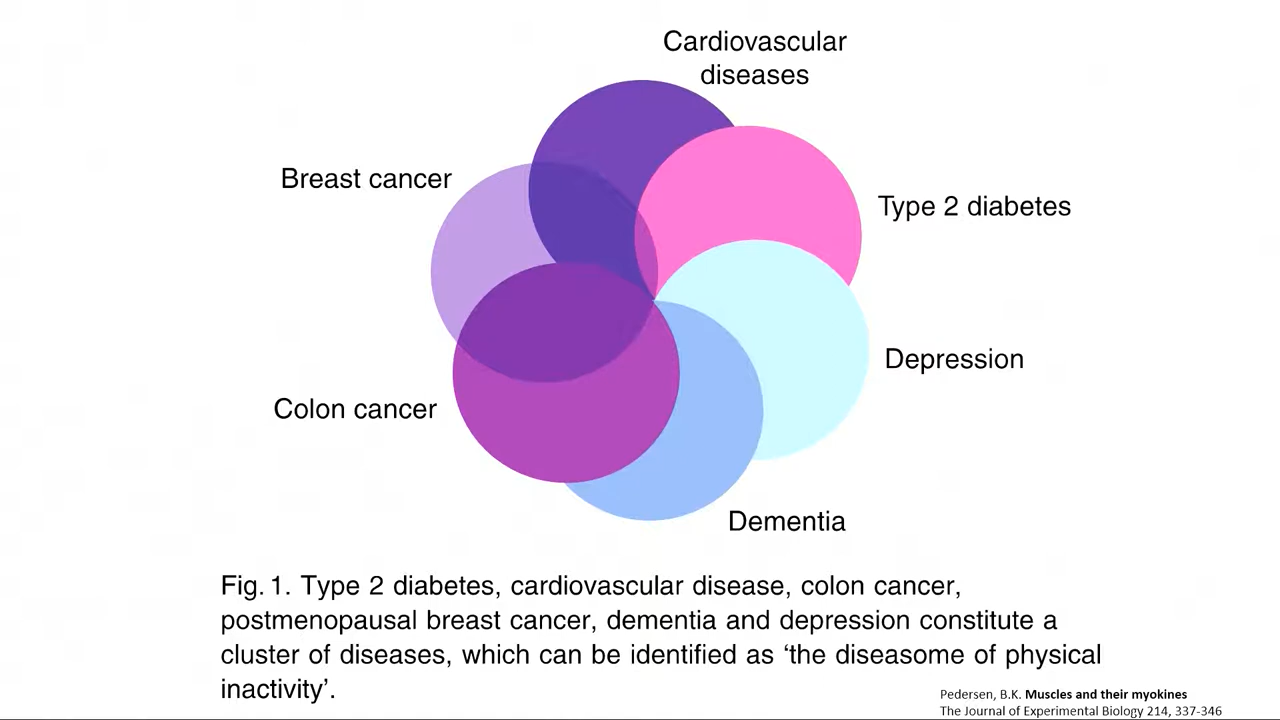 Cardiovascular
diseases
Breast cancer
Type 2 diabetes
Depression
Colon cancer
Dementia
Fig. 1. Type 2 diabetes, cardiovascular disease, colon cancer,
postmenopausal breast cancer, dementia and depression constitute a
cluster of diseases, which can be identified as ‘the diseasome of physical
inactivity’.
Pedersen, B.K. Muscles and their myokines
The Journal of Experimental Biology 214, 337-346